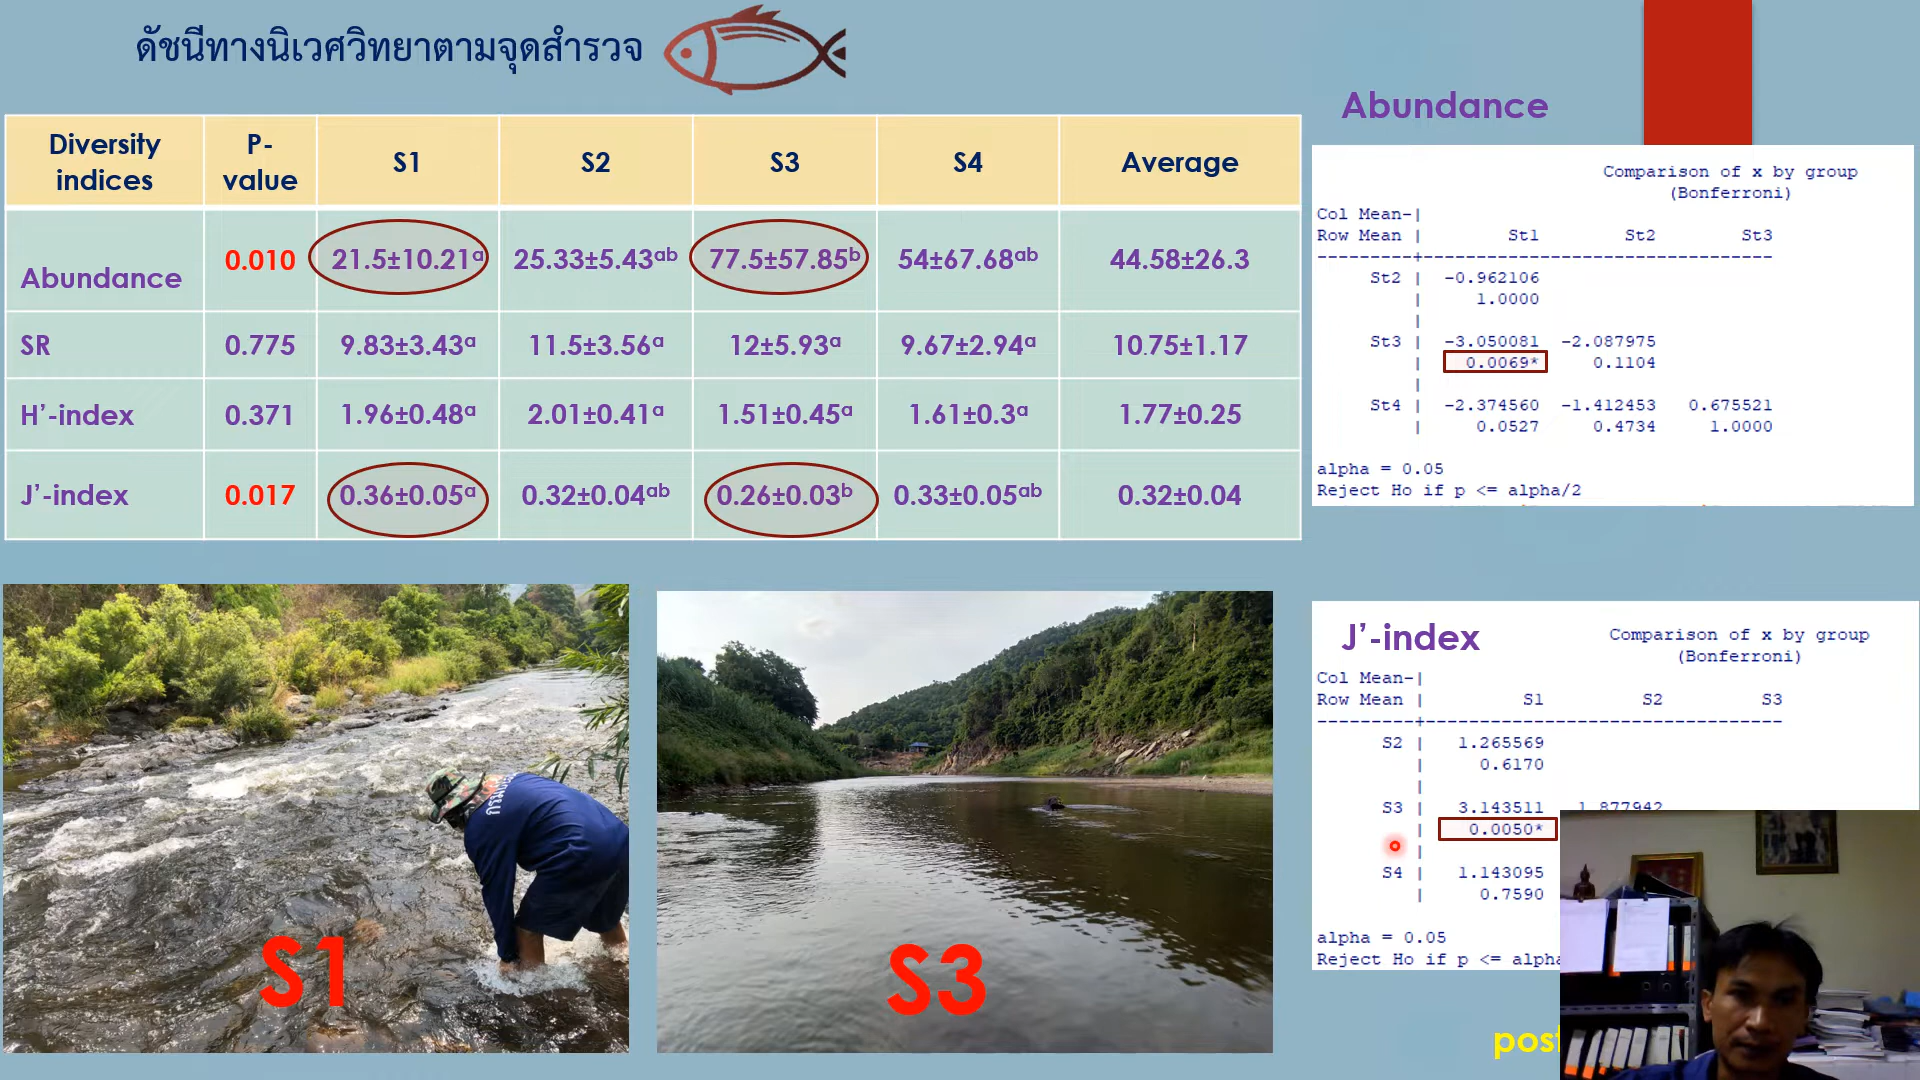 ดัชนีทางนิเวศวิทยาตามจุดสำรวจ
Diversity indices P-value S1 S2 S3 S4 Average
Abundance 0.010 21.5±10.21a 25.33±5.43ab 77.5±57.85b 54±67.68ab 44.58±26.3
SR 0.775 9.83±3.43a 11.5±3.56a 12±5.93a 9.67±2.94a 10.75±1.17
H’-index 0.371 1.96±0.48a 2.01±0.41a 1.51±0.45a 1.61±0.3a 1.77±0.25
J’-index 0.017 0.36±0.05a 0.32±0.04ab 0.26±0.03b 0.33±0.05ab 0.32±0.04
Abundance
Comparison of x by group
(Bonferroni)
Col Mean-|
Row Mean | St1 St2 St3
---------+---------------------------------
St2 | -0.962106
| 1.0000
|
St3 | -3.050081 -2.087975
| 0.0069* 0.1104
|
St4 | -2.374560 -1.412453 0.675521
| 0.0527 0.4734 1.0000
alpha = 0.05
Reject Ho if p <= alpha/2
J’-index
Comparison of x by group
(Bonferroni)
Col Mean-|
Row Mean | S1 S2 S3
---------+---------------------------------
S2 | 1.265569
| 0.6170
|
S3 | 3.143511 1.877942
| 0.0050*
|
S4 | 1.143095
| 0.7590
alpha = 0.05
Reject Ho if p <= alpha
S1
S3
post